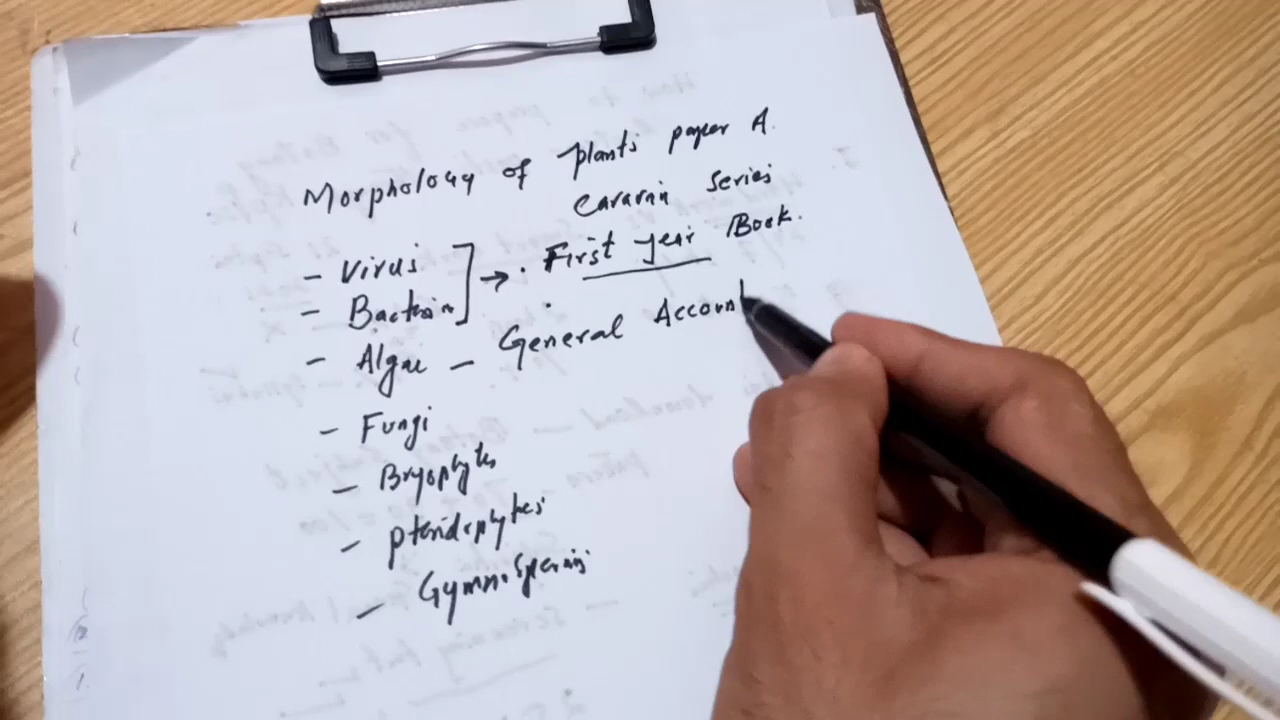 Morphology of plants paper A.
Caravan series
- Virus ] → . First year Book.
- Bacteria
- Algae - General Account
- Fungi
- Bryophytes
- pteridophytes
- Gymnosperms